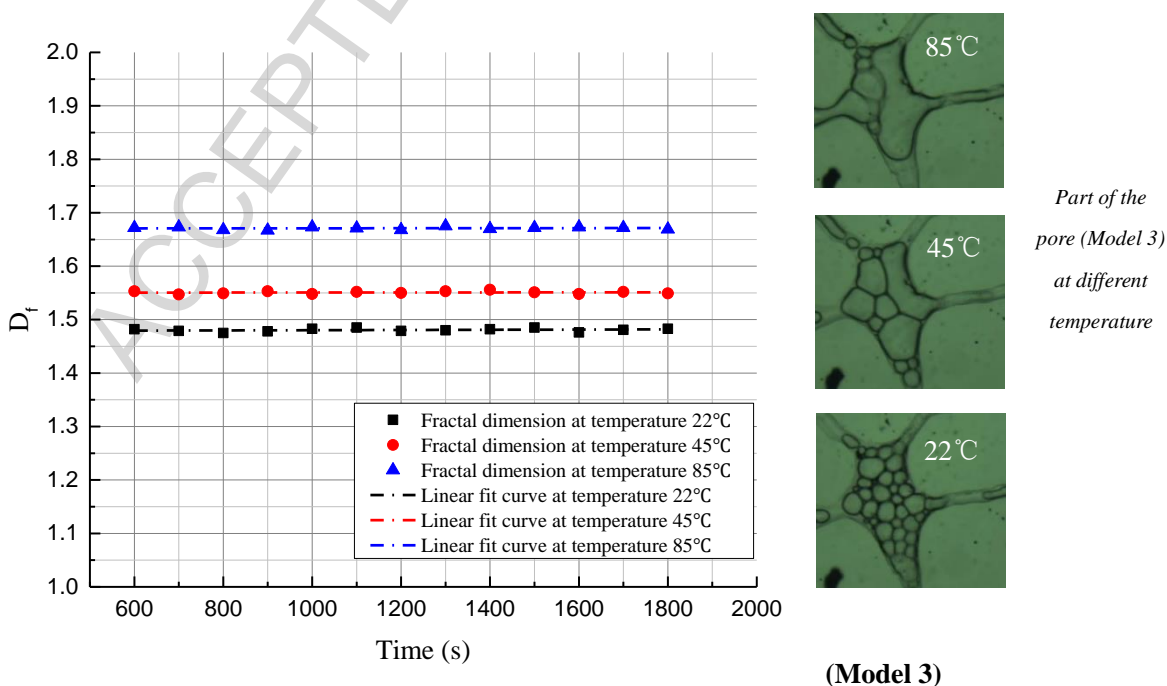 ACCEPTE
2.0
1.9
1.8
1.7
1.6
1.5
1.4
1.3
1.2
1.1
1.0
D_f
600
800
1000
1200
1400
1600
1800
2000
Time (s)
Fractal dimension at temperature 22℃
Fractal dimension at temperature 45℃
Fractal dimension at temperature 85℃
Linear fit curve at temperature 22℃
Linear fit curve at temperature 45℃
Linear fit curve at temperature 85℃
85℃
45℃
22℃
Part of the
pore (Model 3)
at different
temperature
(Model 3)